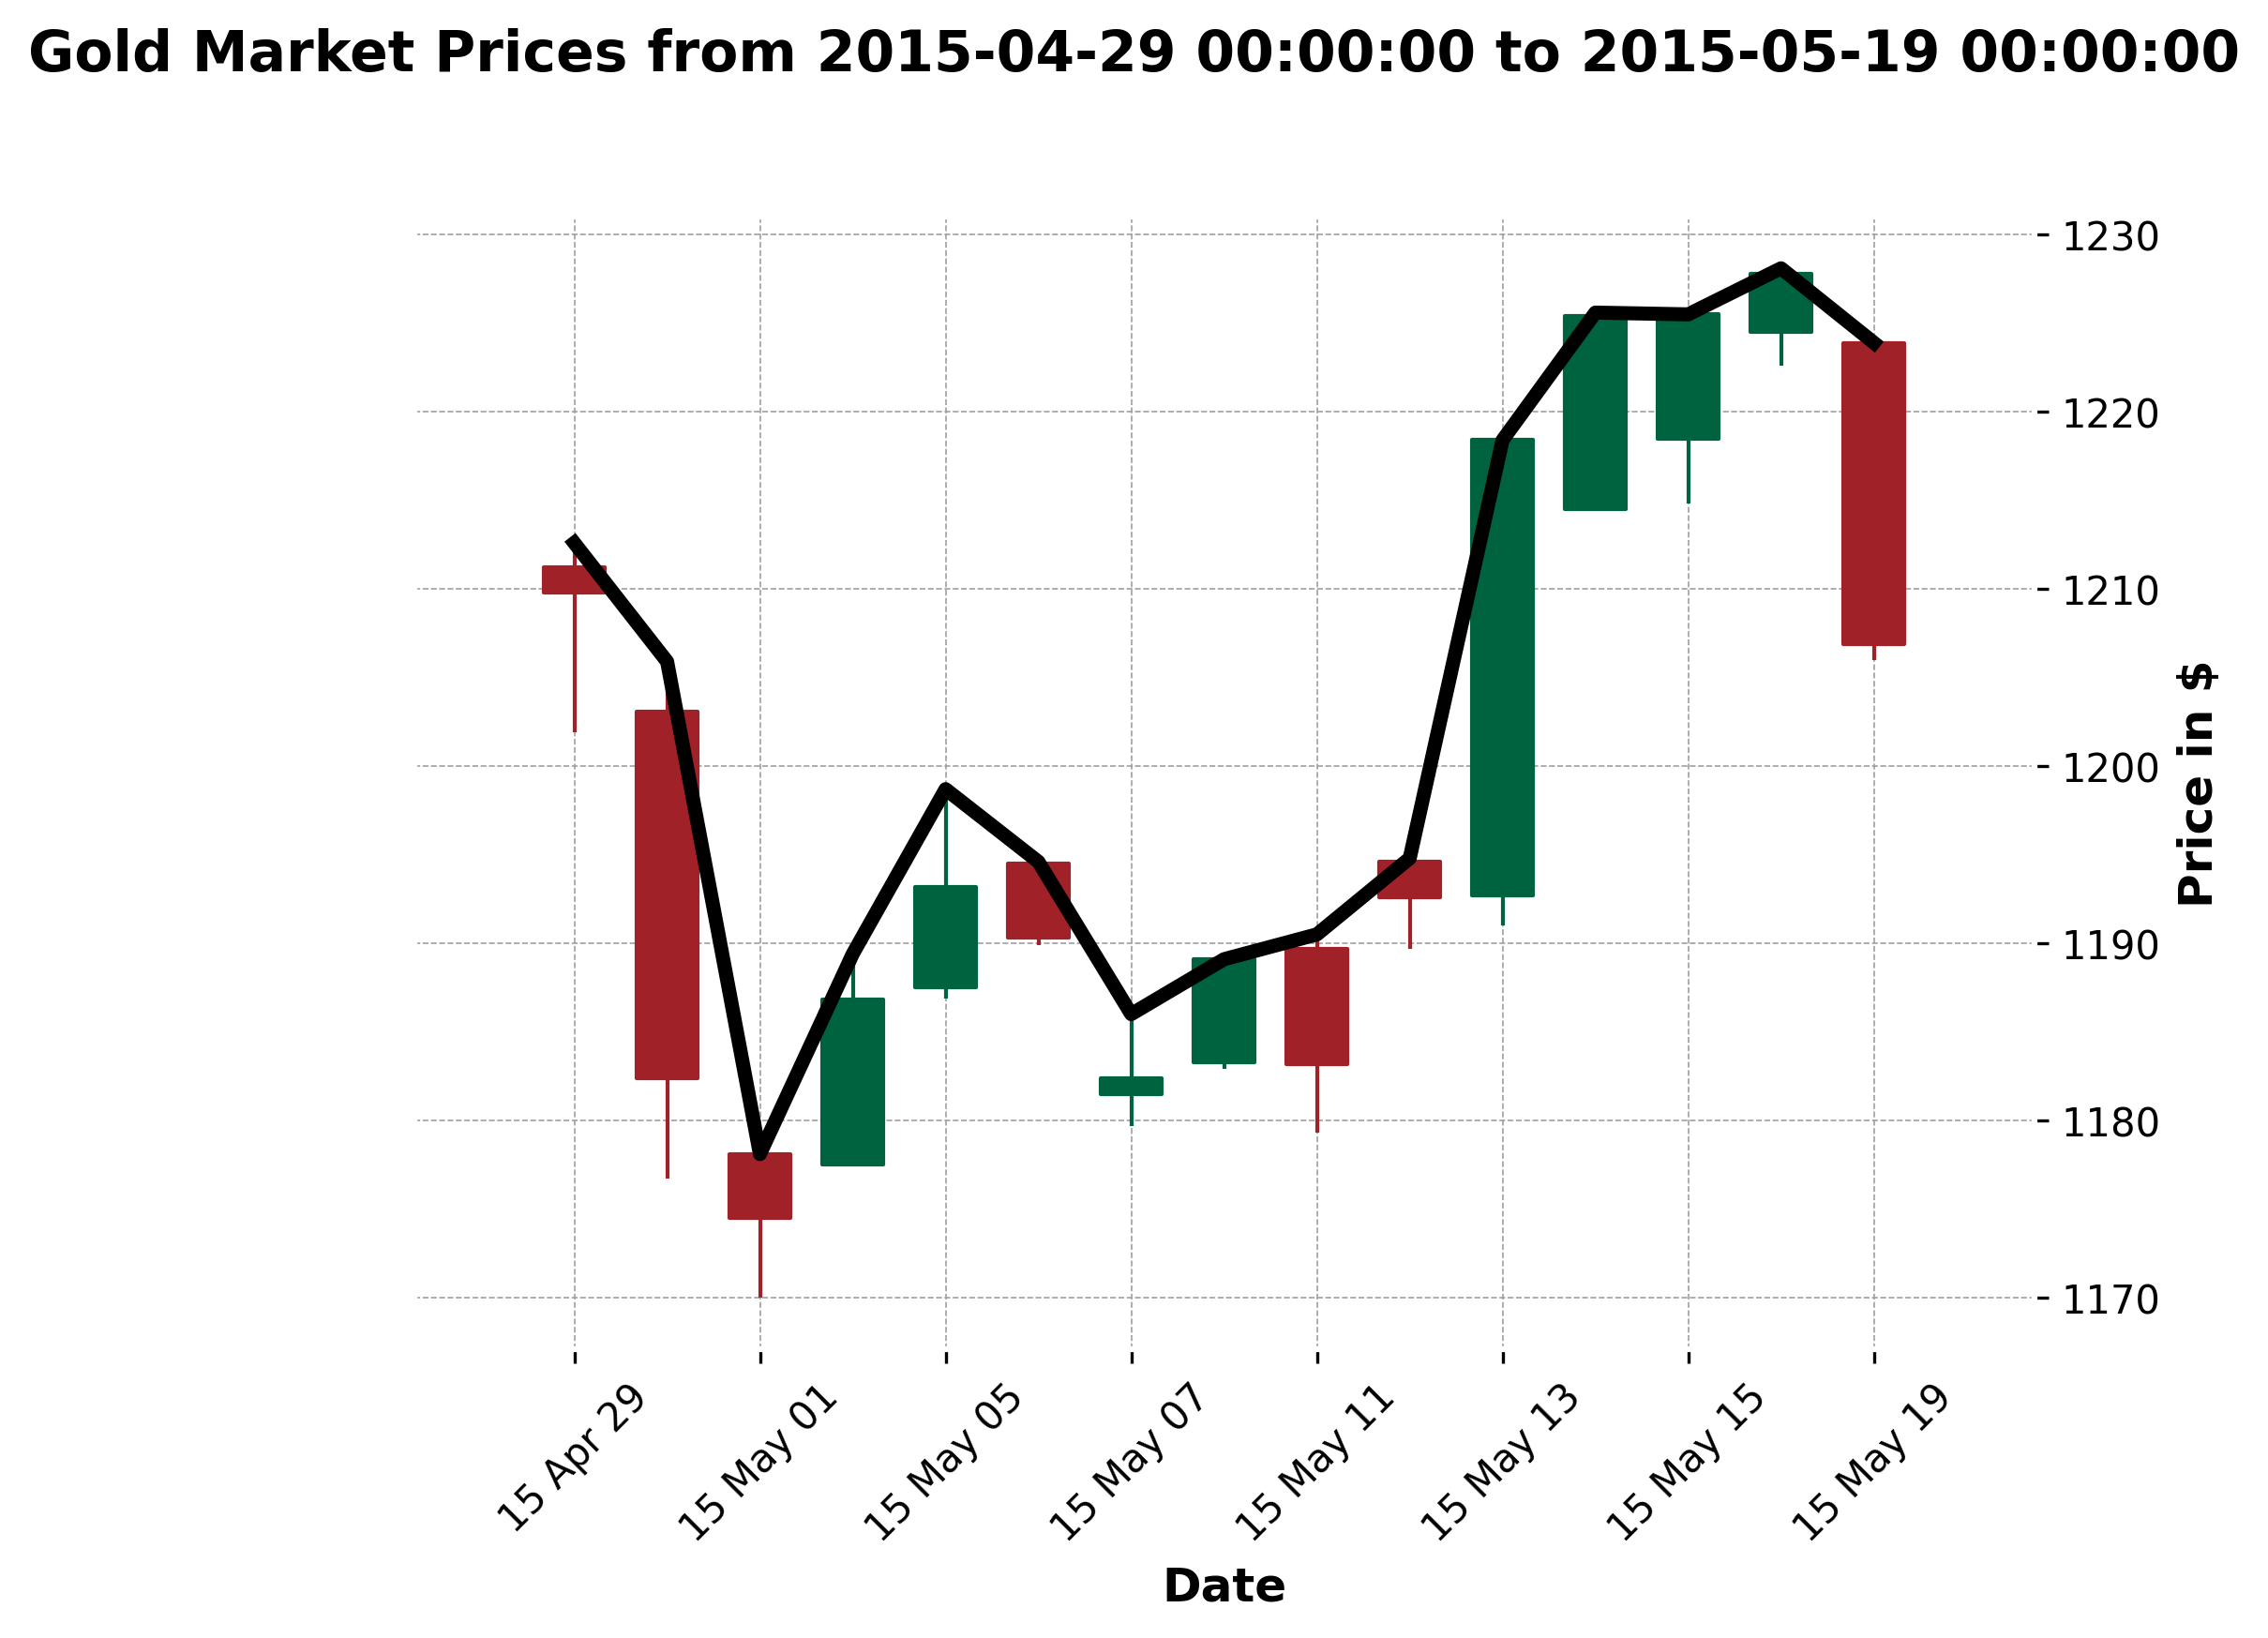 Gold Market Prices from 2015-04-29 00:00:00 to 2015-05-19 00:00:00
1230
1220
1210
1200
1190
1180
1170
Price in $
15 Apr 29
15 May 01
15 May 05
15 May 07
15 May 11
15 May 13
15 May 15
15 May 19
Date